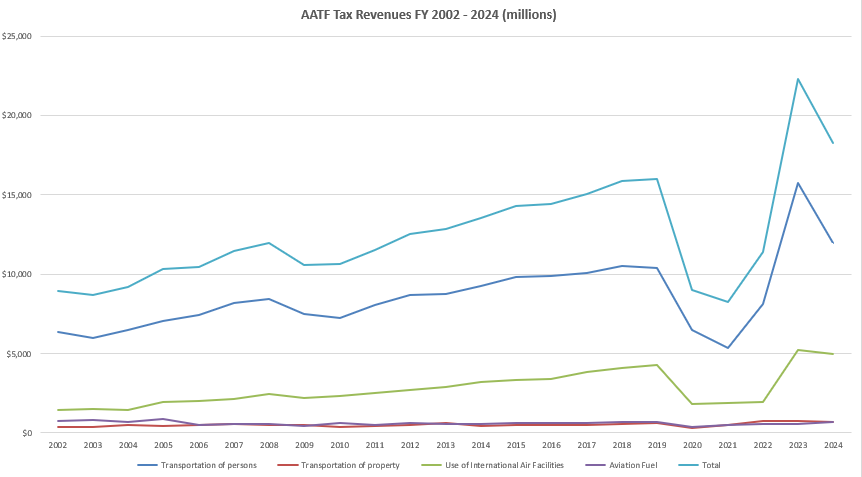 AATF Tax Revenues FY 2002 - 2024 (millions)
$25,000
$20,000
$15,000
$10,000
$5,000
$0
2002 2003 2004 2005 2006 2007 2008 2009 2010 2011 2012 2013 2014 2015 2016 2017 2018 2019 2020 2021 2022 2023 2024
Transportation of persons Transportation of property Use of International Air Facilities Aviation Fuel Total